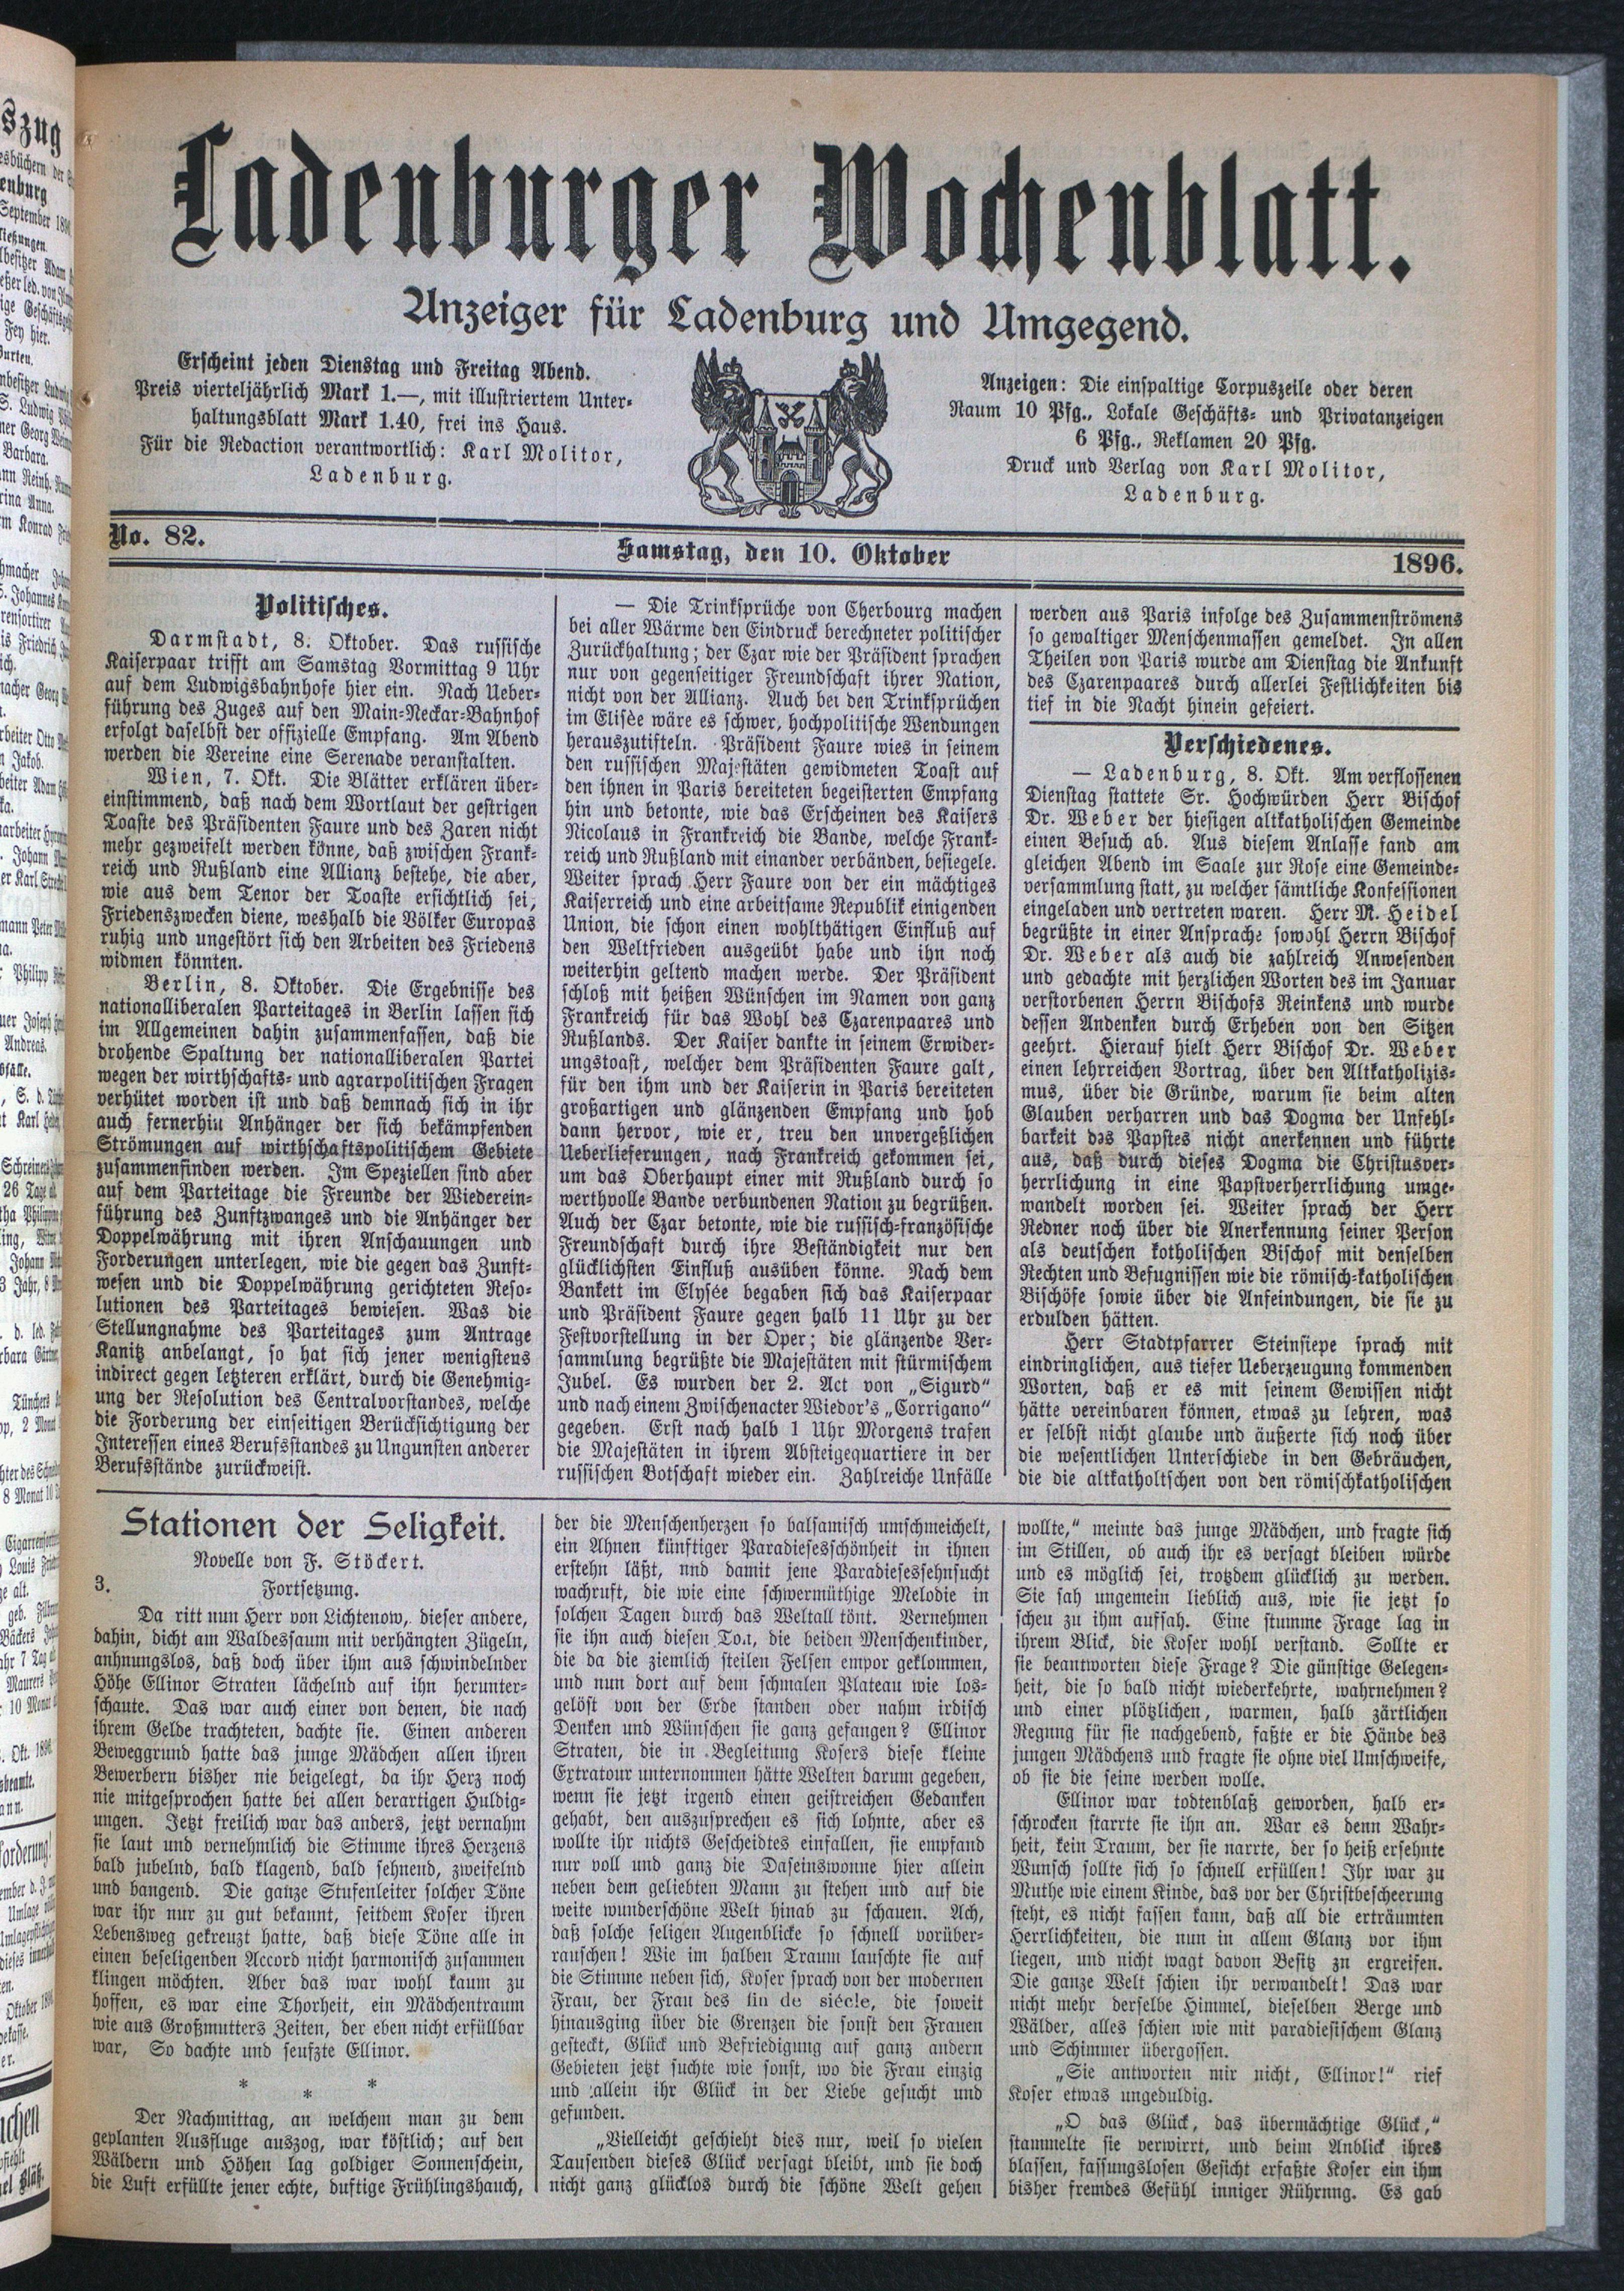 Ladenburger Wochenblatt.
Anzeiger für Ladenburg und Umgegend.
Erscheint jeden Dienstag und Freitag Abend.
Preis vierteljährlich Mark 1.—, mit illustriertem Unter-
haltungsblatt Mark 1.40, frei ins Haus.
Für die Redaction verantwortlich: Karl Molitor,
Ladenburg.
Anzeigen: Die einspaltige Corpuszeile oder deren
Raum 10 Pfg., Lokale Geschäfts- und Privatanzeigen
6 Pfg., Reklamen 20 Pfg.
Druck und Verlag von Karl Molitor,
Ladenburg.
No. 82.
Samstag, den 10. Oktober
1896.
Politisches.
Darmstadt, 8. Oktober. Das russische
Kaiserpaar trifft am Samstag Vormittag 9 Uhr
auf dem Ludwigsbahnhofe hier ein. Nach Ueber-
führung des Zuges auf den Main-Neckar-Bahnhof
erfolgt daselbst der offizielle Empfang. Am Abend
werden die Vereine eine Serenade veranstalten.
Wien, 7. Okt. Die Blätter erklären über-
einstimmend, daß nach dem Wortlaut der gestrigen
Toaste des Präsidenten Faure und des Zaren nicht
mehr gezweifelt werden könne, daß zwischen Frank-
reich und Rußland eine Allianz bestehe, die aber,
wie aus dem Tenor der Toaste ersichtlich sei,
Friedenszwecken diene, weshalb die Völker Europas
ruhig und ungestört sich den Arbeiten des Friedens
widmen könnten.
Berlin, 8. Oktober. Die Ergebnisse des
nationalliberalen Parteitages in Berlin lassen sich
im Allgemeinen dahin zusammenfassen, daß die
drohende Spaltung der nationalliberalen Partei
wegen der wirthschafts- und agrarpolitischen Fragen
verhütet worden ist und daß demnach sich in ihr
auch fernerhin Anhänger der sich bekämpfenden
Strömungen auf wirthschaftspolitischem Gebiete
zusammenfinden werden. Im Speziellen sind aber
auf dem Parteitage die Freunde der Wiederein-
führung des Zunftzwanges und die Anhänger der
Doppelwährung mit ihren Anschauungen und
Forderungen unterlegen, wie die gegen das Zunft-
wesen und die Doppelwährung gerichteten Reso-
lutionen des Parteitages bewiesen. Was die
Stellungnahme des Parteitages zum Antrage
Kanitz anbelangt, so hat sich jener wenigstens
indirect gegen letzteren erklärt, durch die Genehmig-
ung der Resolution des Centralvorstandes, welche
die Forderung der einseitigen Berücksichtigung der
Interessen eines Berufsstandes zu Ungunsten anderer
Berufsstände zurückweist.
— Die Trinksprüche von Cherbourg machen
bei aller Wärme den Eindruck berechneter politischer
Zurückhaltung; der Czar wie der Präsident sprachen
nur von gegenseitiger Freundschaft ihrer Nation,
nicht von der Allianz. Auch bei den Trinksprüchen
im Elisèe wäre es schwer, hochpolitische Wendungen
herauszutifteln. Präsident Faure wies in seinem
den russischen Majestäten gewidmeten Toast auf
den ihnen in Paris bereiteten begeisterten Empfang
hin und betonte, wie das Erscheinen des Kaisers
Nicolaus in Frankreich die Bande, welche Frank-
reich und Rußland mit einander verbänden, besiegele.
Weiter sprach Herr Faure von der ein mächtiges
Kaiserreich und eine arbeitsame Republik einigenden
Union, die schon einen wohlthätigen Einfluß auf
den Weltfrieden ausgeübt habe und ihn noch
weiterhin geltend machen werde. Der Präsident
schloß mit heißen Wünschen im Namen von ganz
Frankreich für das Wohl des Czarenpaares und
Rußlands. Der Kaiser dankte in seinem Erwider-
ungstoast, welcher dem Präsidenten Faure galt,
für den ihm und der Kaiserin in Paris bereiteten
großartigen und glänzenden Empfang und hob
dann hervor, wie er, treu den unvergeßlichen
Ueberlieferungen, nach Frankreich gekommen sei,
um das Oberhaupt einer mit Rußland durch so
werthvolle Bande verbundenen Nation zu begrüßen.
Auch der Czar betonte, wie die russisch-französische
Freundschaft durch ihre Beständigkeit nur den
glücklichsten Einfluß ausüben könne. Nach dem
Bankett im Elysée begaben sich das Kaiserpaar
und Präsident Faure gegen halb 11 Uhr zu der
Festvorstellung in der Oper; die glänzende Ver-
sammlung begrüßte die Majestäten mit stürmischem
Jubel. Es wurden der 2. Act von „Sigurd“
und nach einem Zwischenacter Wiedor's „Corrigano“
gegeben. Erst nach halb 1 Uhr Morgens trafen
die Majestäten in ihrem Absteigequartiere in der
russischen Botschaft wieder ein. Zahlreiche Unfälle
werden aus Paris infolge des Zusammenströmens
so gewaltiger Menschenmassen gemeldet. In allen
Theilen von Paris wurde am Dienstag die Ankunft
des Czarenpaares durch allerlei Festlichkeiten bis
tief in die Nacht hinein gefeiert.
Verschiedenes.
— Ladenburg, 8. Okt. Am verflossenen
Dienstag stattete Sr. Hochwürden Herr Bischof
Dr. Weber der hiesigen altkatholischen Gemeinde
einen Besuch ab. Aus diesem Anlasse fand am
gleichen Abend im Saale zur Rose eine Gemeinde-
versammlung statt, zu welcher sämtliche Konfessionen
eingeladen und vertreten waren. Herr M. Heidel
begrüßte in einer Ansprache sowohl Herrn Bischof
Dr. Weber als auch die zahlreich Anwesenden
und gedachte mit herzlichen Worten des im Januar
verstorbenen Herrn Bischofs Reinkens und wurde
dessen Andenken durch Erheben von den Sitzen
geehrt. Hierauf hielt Herr Bischof Dr. Weber
einen lehrreichen Vortrag, über den Altkatholizis-
mus, über die Gründe, warum sie beim alten
Glauben verharren und das Dogma der Unfehl-
barkeit des Papstes nicht anerkennen und führte
aus, daß durch dieses Dogma die Christusver-
herrlichung in eine Papstverherrlichung umge-
wandelt worden sei. Weiter sprach der Herr
Redner noch über die Anerkennung seiner Person
als deutschen kotholischen Bischof mit denselben
Rechten und Befugnissen wie die römisch-katholischen
Bischöfe sowie über die Anfeindungen, die sie zu
erdulden hätten.
Herr Stadtpfarrer Steinsiepe sprach mit
eindringlichen, aus tiefer Ueberzeugung kommenden
Worten, daß er es mit seinem Gewissen nicht
hätte vereinbaren können, etwas zu lehren, was
er selbst nicht glaube und äußerte sich noch über
die wesentlichen Unterschiede in den Gebräuchen,
die die altkatholtschen von den römischkatholischen
Stationen der Seligkeit.
Novelle von F. Stöckert.
3.
Fortsetzung.
Da ritt nun Herr von Lichtenow, dieser andere,
dahin, dicht am Waldessaum mit verhängten Zügeln,
anhnungslos, daß doch über ihm aus schwindelnder
Höhe Ellinor Straten lächelnd auf ihn herunter-
schaute. Das war auch einer von denen, die nach
ihrem Gelde trachteten, dachte sie. Einen anderen
Beweggrund hatte das junge Mädchen allen ihren
Bewerbern bisher nie beigelegt, da ihr Herz noch
nie mitgesprochen hatte bei allen derartigen Huldig-
ungen. Jetzt freilich war das anders, jetzt vernahm
sie laut und vernehmlich die Stimme ihres Herzens
bald jubelnd, bald klagend, bald sehnend, zweifelnd
und bangend. Die ganze Stufenleiter solcher Töne
war ihr nur zu gut bekannt, seitdem Koser ihren
Lebensweg gekreuzt hatte, daß diese Töne alle in
einen beseligenden Accord nicht harmonisch zusammen
klingen möchten. Aber das war wohl kaum zu
hoffen, es war eine Thorheit, ein Mädchentraum
wie aus Großmutters Zeiten, der eben nicht erfüllbar
war, So dachte und seufzte Ellinor.
* * *
Der Nachmittag, an welchem man zu dem
geplanten Ausfluge auszog, war köstlich; auf den
Wäldern und Höhen lag goldiger Sonnenschein,
die Luft erfüllte jener echte, duftige Frühlingshauch,
der die Menschenherzen so balsamisch umschmeichelt,
ein Ahnen künftiger Paradiesesschönheit in ihnen
erstehn läßt, nnd damit jene Paradiesessehnsucht
wachruft, die wie eine schwermüthige Melodie in
solchen Tagen durch das Weltall tönt. Vernehmen
sie ihn auch diesen Ton, die beiden Menschenkinder,
die da die ziemlich steilen Felsen empor geklommen,
und nun dort auf dem schmalen Plateau wie los-
gelöst von der Erde standen oder nahm irdisch
Denken und Wünschen sie ganz gefangen? Ellinor
Straten, die in Begleitung Kosers diese kleine
Extratour unternommen hätte Welten darum gegeben,
wenn sie jetzt irgend einen geistreichen Gedanken
gehabt, den auszusprechen es sich lohnte, aber es
wollte ihr nichts Gescheidtes einfallen, sie empfand
nur voll und ganz die Daseinswonne hier allein
neben dem geliebten Mann zu stehen und auf die
weite wunderschöne Welt hinab zu schauen. Ach,
daß solche seligen Augenblicke so schnell vorüber-
rauschen! Wie im halben Traum lauschte sie auf
die Stimme neben sich, Koser sprach von der modernen
Frau, der Frau des fin de siécle, die soweit
hinausging über die Grenzen die sonst den Frauen
gesteckt, Glück und Befriedigung auf ganz andern
Gebieten jetzt suchte wie sonst, wo die Frau einzig
und allein ihr Glück in der Liebe gesucht und
gefunden.
„Vielleicht geschieht dies nur, weil so vielen
Tausenden dieses Glück versagt bleibt, und sie doch
nicht ganz glücklos durch die schöne Welt gehen
wollte,“ meinte das junge Mädchen, und fragte sich
im Stillen, ob auch ihr es versagt bleiben würde
und es möglich sei, trotzdem glücklich zu werden.
Sie sah ungemein lieblich aus, wie sie jetzt so
scheu zu ihm aufsah. Eine stumme Frage lag in
ihrem Blick, die Koser wohl verstand. Sollte er
sie beantworten diese Frage? Die günstige Gelegen-
heit, die so bald nicht wiederkehrte, wahrnehmen?
und einer plötzlichen, warmen, halb zärtlichen
Regung für sie nachgebend, faßte er die Hände des
jungen Mädchens und fragte sie ohne viel Umschweife,
ob sie die seine werden wolle.
Ellinor war todtenblaß geworden, halb er-
schrocken starrte sie ihn an. War es denn Wahr-
heit, kein Traum, der sie narrte, der so heiß ersehnte
Wunsch sollte sich so schnell erfüllen! Ihr war zu
Muthe wie einem Kinde, das vor der Christbescheerung
steht, es nicht fassen kann, daß all die erträumten
Herrlichkeiten, die nun in allem Glanz vor ihm
liegen, und nicht wagt davon Besitz zu ergreifen.
Die ganze Welt schien ihr verwandelt! Das war
nicht mehr derselbe Himmel, dieselben Berge und
Wälder, alles schien wie mit paradiesischem Glanz
und Schimmer übergossen.
„Sie antworten mir nicht, Ellinor!“ rief
Koser etwas ungeduldig.
„O das Glück, das übermächtige Glück,“
stammelte sie verwirrt, und beim Anblick ihres
blassen, fassungslosen Gesicht erfaßte Koser ein ihm
bisher fremdes Gefühl inniger Rührnng. Es gab